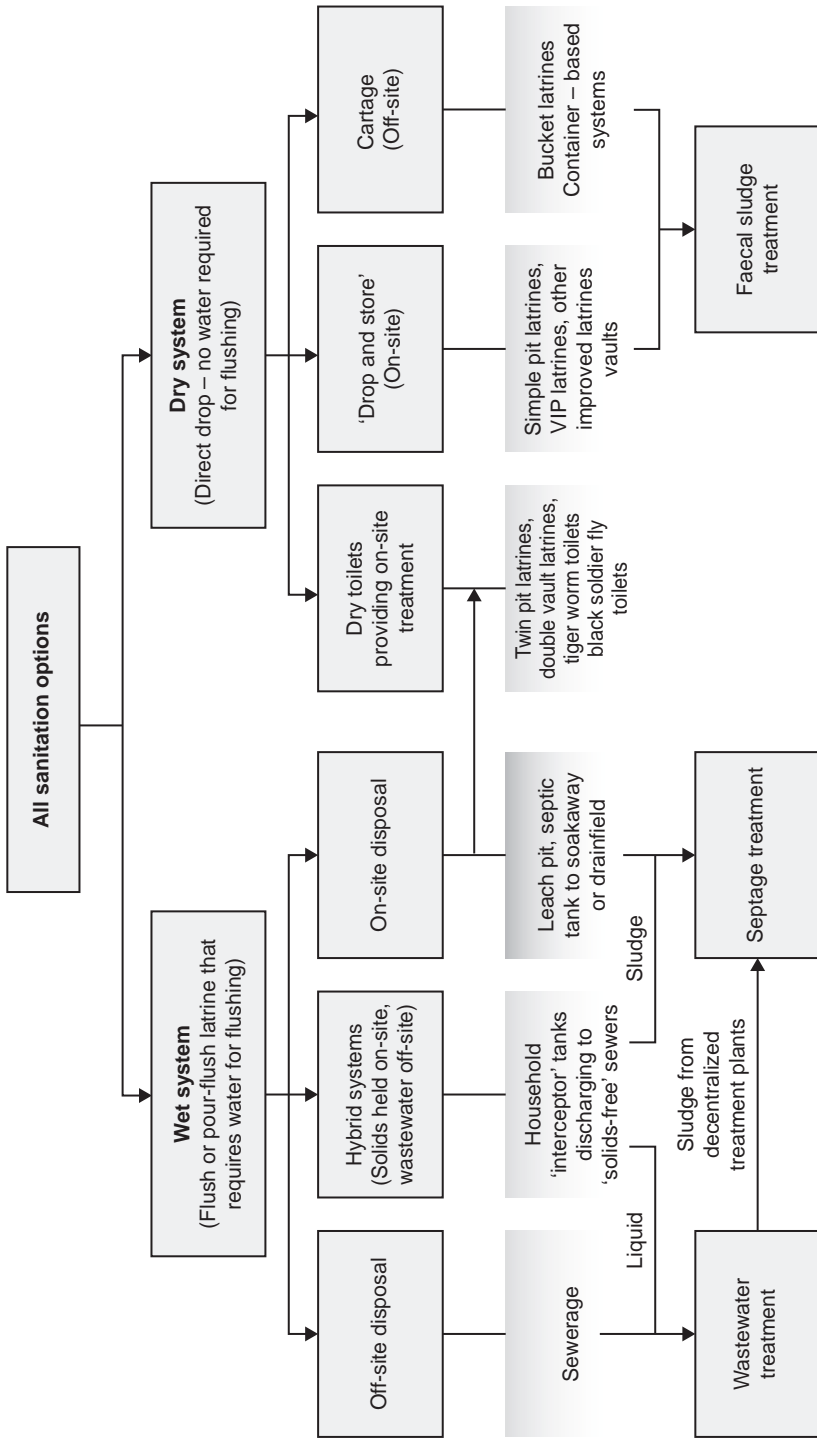 All sanitation options
Wet system
(Flush or pour-flush latrine that
requires water for flushing)
Dry system
(Direct drop – no water required
for flushing)
Off-site disposal
Hybrid systems
(Solids held on-site,
wastewater off-site)
On-site disposal
Dry toilets
providing on-site
treatment
‘Drop and store’
(On-site)
Cartage
(Off-site)
Sewerage
Household
‘interceptor’ tanks
discharging to
‘solids-free’ sewers
Leach pit, septic
tank to soakaway
or drainfield
Twin pit latrines,
double vault latrines,
tiger worm toilets
black soldier fly
toilets
Simple pit latrines,
VIP latrines, other
improved latrines
vaults
Bucket latrines
Container – based
systems
Liquid
Sludge
Wastewater
treatment
Sludge from
decentralized
treatment plants
Septage treatment
Faecal sludge
treatment